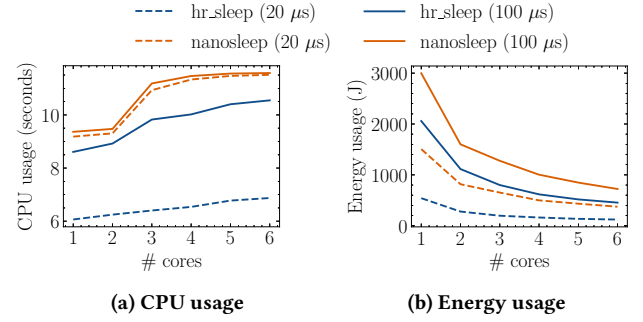 hr_sleep (20 μs) hr_sleep (100 μs)
nanosleep (20 μs) nanosleep (100 μs)
CPU usage (seconds)
10
8
6
1 2 3 4 5 6
# cores
(a) CPU usage
Energy usage (J)
3000
2000
1000
0
1 2 3 4 5 6
# cores
(b) Energy usage